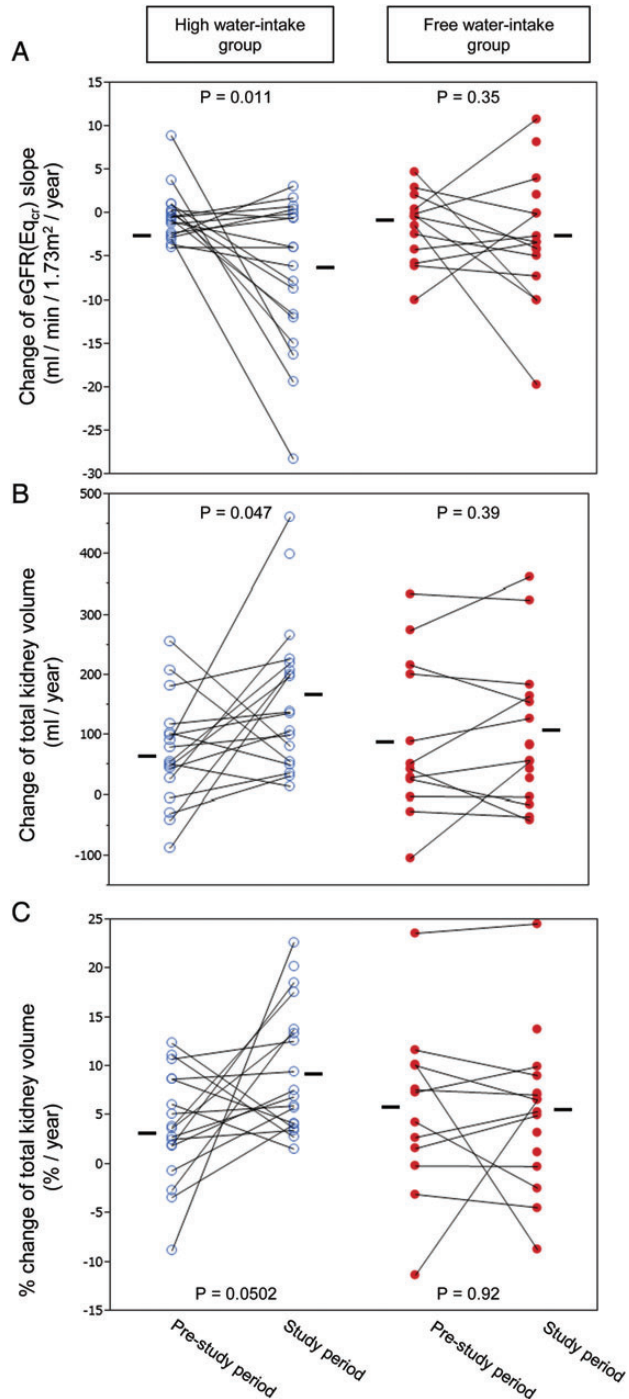 High water-intake
group
Free water-intake
group
A
P = 0.011
P = 0.35
Change of eGFR(Eqcr) slope
(ml / min / 1.73m² / year)
15
10
5
0
-5
-10
-15
-20
-25
-30
B
P = 0.047
P = 0.39
Change of total kidney volume
(ml / year)
500
400
300
200
100
0
-100
C
% change of total kidney volume
(% / year)
25
20
15
10
5
0
-5
-10
-15
P = 0.0502
P = 0.92
Pre-study period
Study period
Pre-study period
Study period